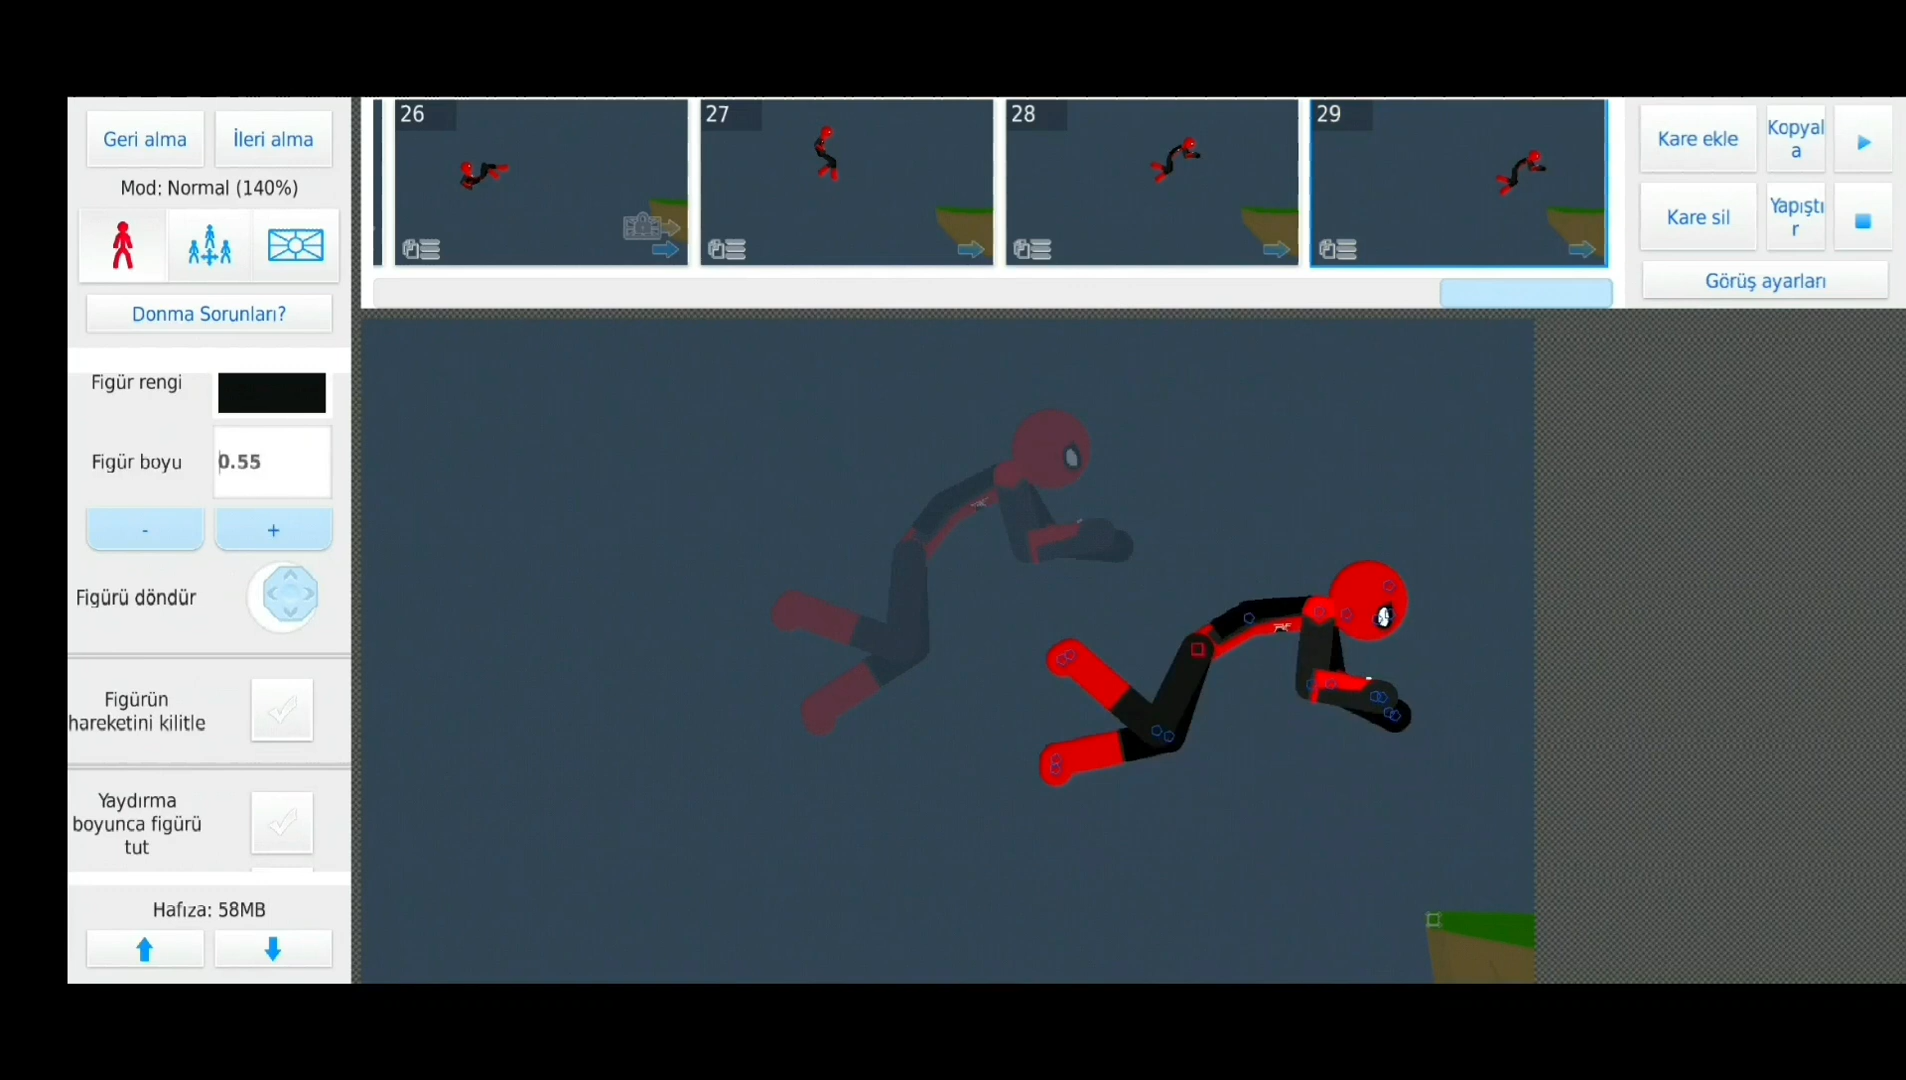 Geri alma
İleri alma
Mod: Normal (140%)
Donma Sorunları?
Figür rengi
Figür boyu
0.55
-
+
Figürü döndür
Figürün
hareketini kilitle
Yaydırma
boyunca figürü
tut
Hafıza: 58MB
26
27
28
29
Kare ekle
Kopyal
a
Kare sil
Yapıştı
r
Görüş ayarları